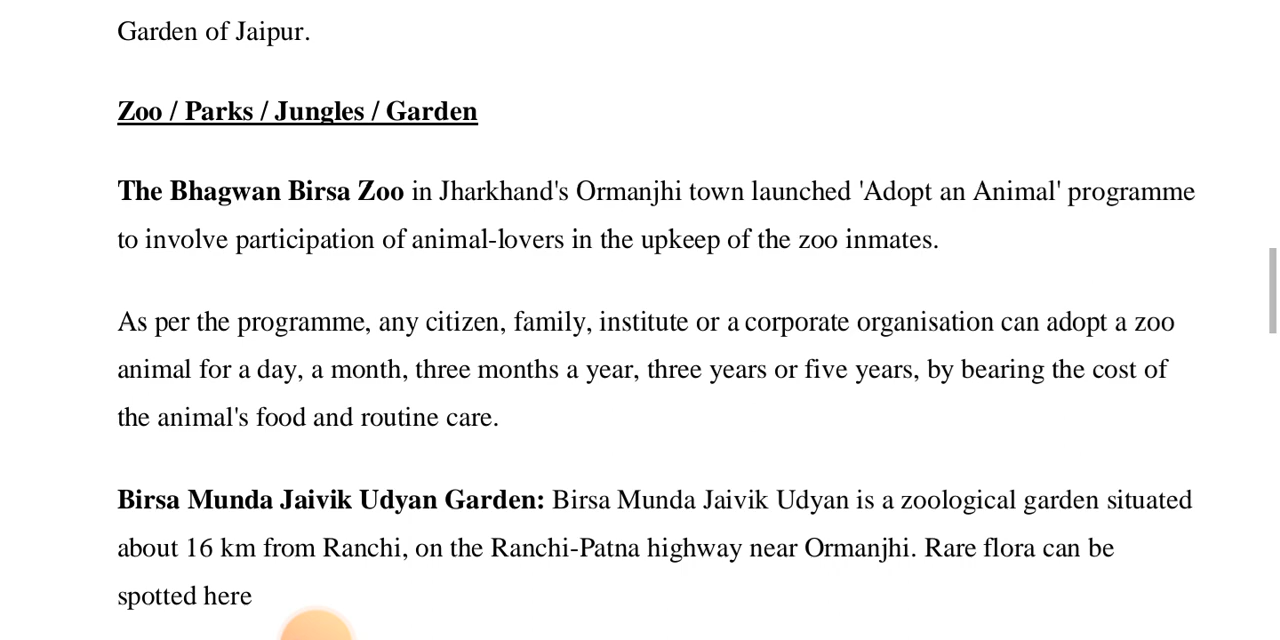 Garden of Jaipur.
Zoo / Parks / Jungles / Garden
The Bhagwan Birsa Zoo in Jharkhand's Ormanjhi town launched 'Adopt an Animal' programme
to involve participation of animal-lovers in the upkeep of the zoo inmates.
As per the programme, any citizen, family, institute or a corporate organisation can adopt a zoo
animal for a day, a month, three months a year, three years or five years, by bearing the cost of
the animal's food and routine care.
Birsa Munda Jaivik Udyan Garden: Birsa Munda Jaivik Udyan is a zoological garden situated
about 16 km from Ranchi, on the Ranchi-Patna highway near Ormanjhi. Rare flora can be
spotted here